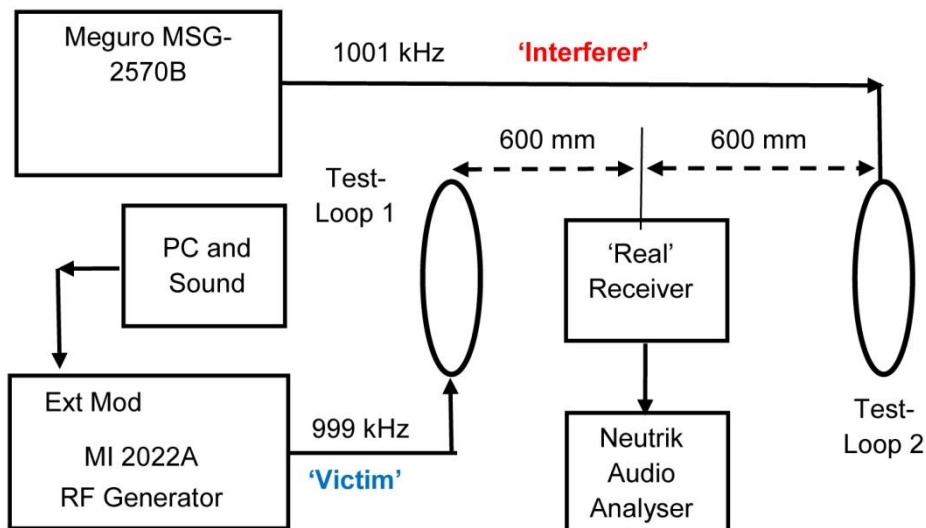 Meguro MSG-
2570B
1001 kHz
‘Interferer’
600 mm
600 mm
Test-
Loop 1
PC and
Sound
‘Real’
Receiver
Ext Mod
MI 2022A
RF Generator
999 kHz
‘Victim’
Neutrik
Audio
Analyser
Test-
Loop 2